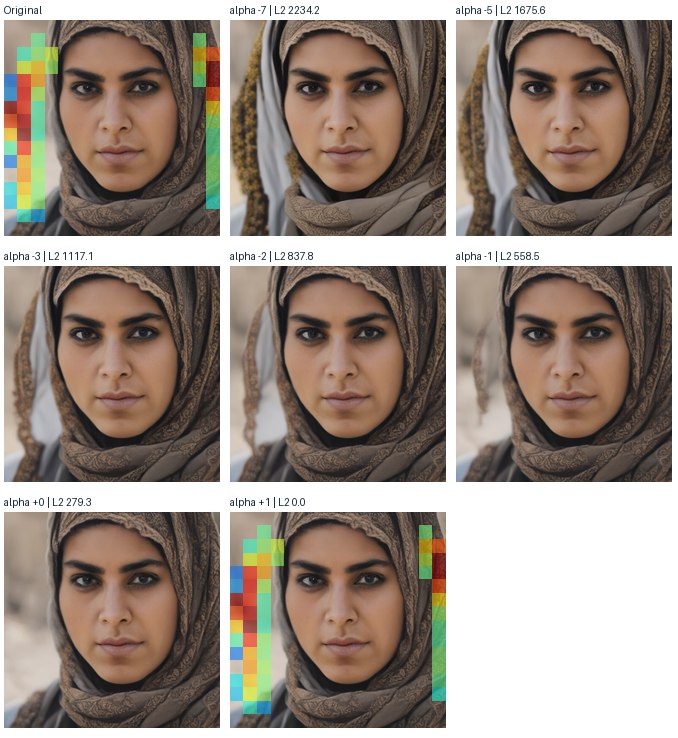 Original
alpha -7 | L2 2234.2
alpha -5 | L2 1675.6
alpha -3 | L2 1117.1
alpha -2 | L2 837.8
alpha -1 | L2 558.5
alpha +0 | L2 279.3
alpha +1 | L2 0.0